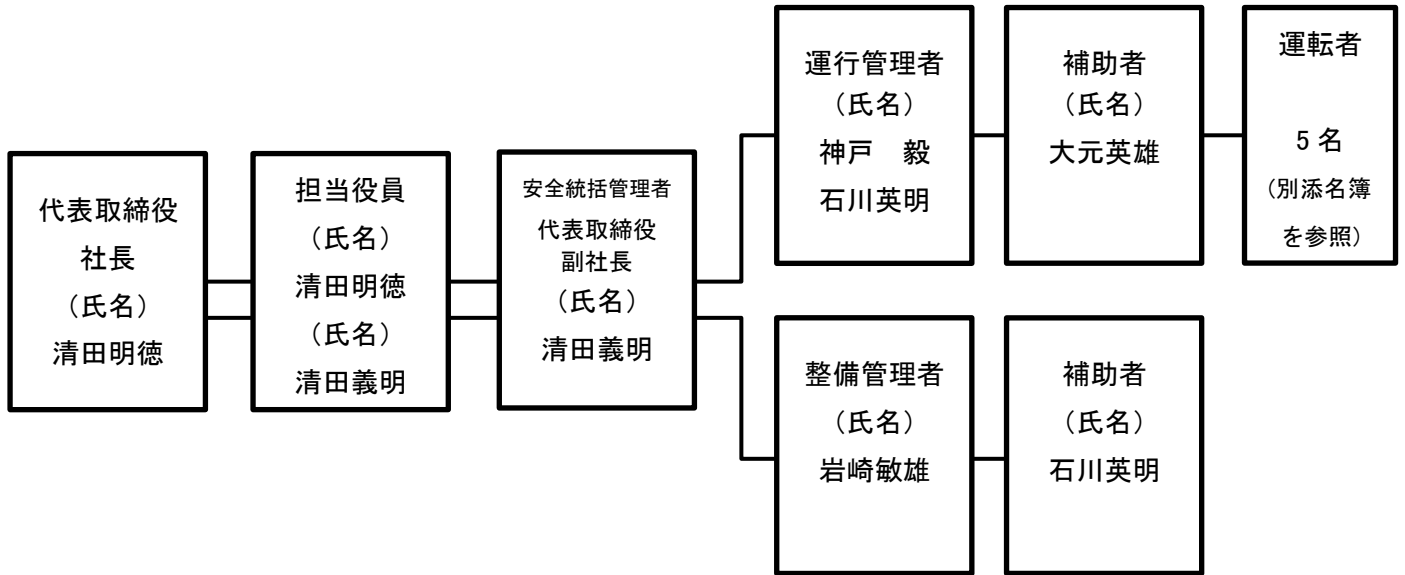 代表取締役
社長
（氏名）
清田明徳
担当役員
（氏名）
清田明徳
（氏名）
清田義明
安全統括管理者
代表取締役
副社長
（氏名）
清田義明
運行管理者
（氏名）
神戸　毅
石川英明
補助者
（氏名）
大元英雄
運転者
5 名
（別添名簿
を参照）
整備管理者
（氏名）
岩崎敏雄
補助者
（氏名）
石川英明